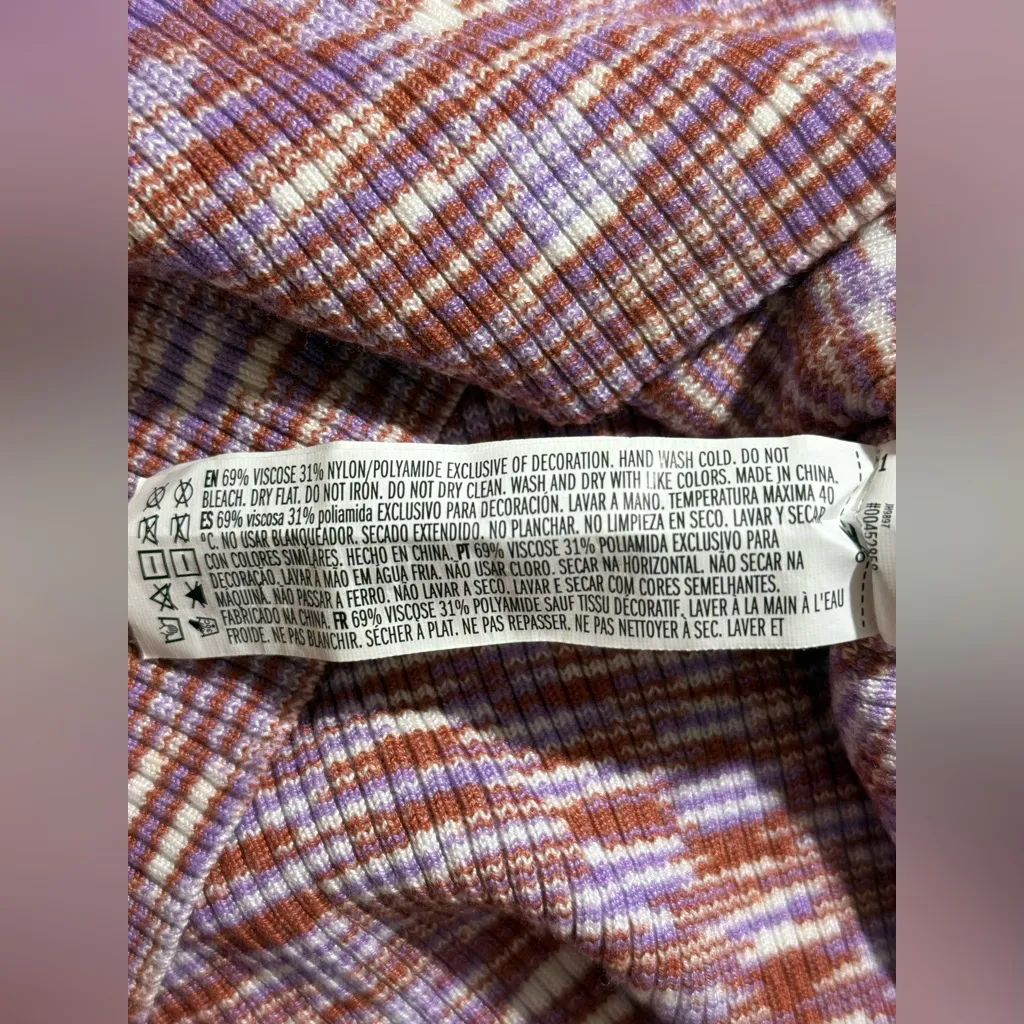 EN 69% VISCOSE 31% NYLON/POLYAMIDE EXCLUSIVE OF DECORATION. HAND WASH COLD. DO NOT
BLEACH. DRY FLAT. DO NOT IRON. DO NOT DRY CLEAN. WASH AND DRY WITH LIKE COLORS. MADE IN CHINA.
ES 69% viscosa 31% poliamida EXCLUSIVO PARA DECORACIÓN. LAVAR A MANO. TEMPERATURA MÁXIMA 40
ºC. NO USAR BLANQUEADOR. SECADO EXTENDIDO. NO PLANCHAR. NO LIMPIEZA EN SECO. LAVAR Y SECAR
CON COLORES SIMILARES. HECHO EN CHINA. PT 69% VISCOSE 31% POLIAMIDA EXCLUSIVO PARA
DECORAÇÃO. LAVAR À MÃO EM AGUA FRIA. NÃO USAR CLORO. SECAR NA HORIZONTAL. NÃO SECAR NA
MÁQUINA. NÃO PASSAR A FERRO. NÃO LAVAR A SECO. LAVAR E SECAR COM CORES SEMELHANTES.
FABRICADO NA CHINA. FR 69% VISCOSE 31% POLYAMIDE SAUF TISSU DÉCORATIF. LAVER À LA MAIN À L'EAU
FROIDE. NE PAS BLANCHIR. SÉCHER À PLAT. NE PAS REPASSER. NE PAS NETTOYER À SEC. LAVER ET